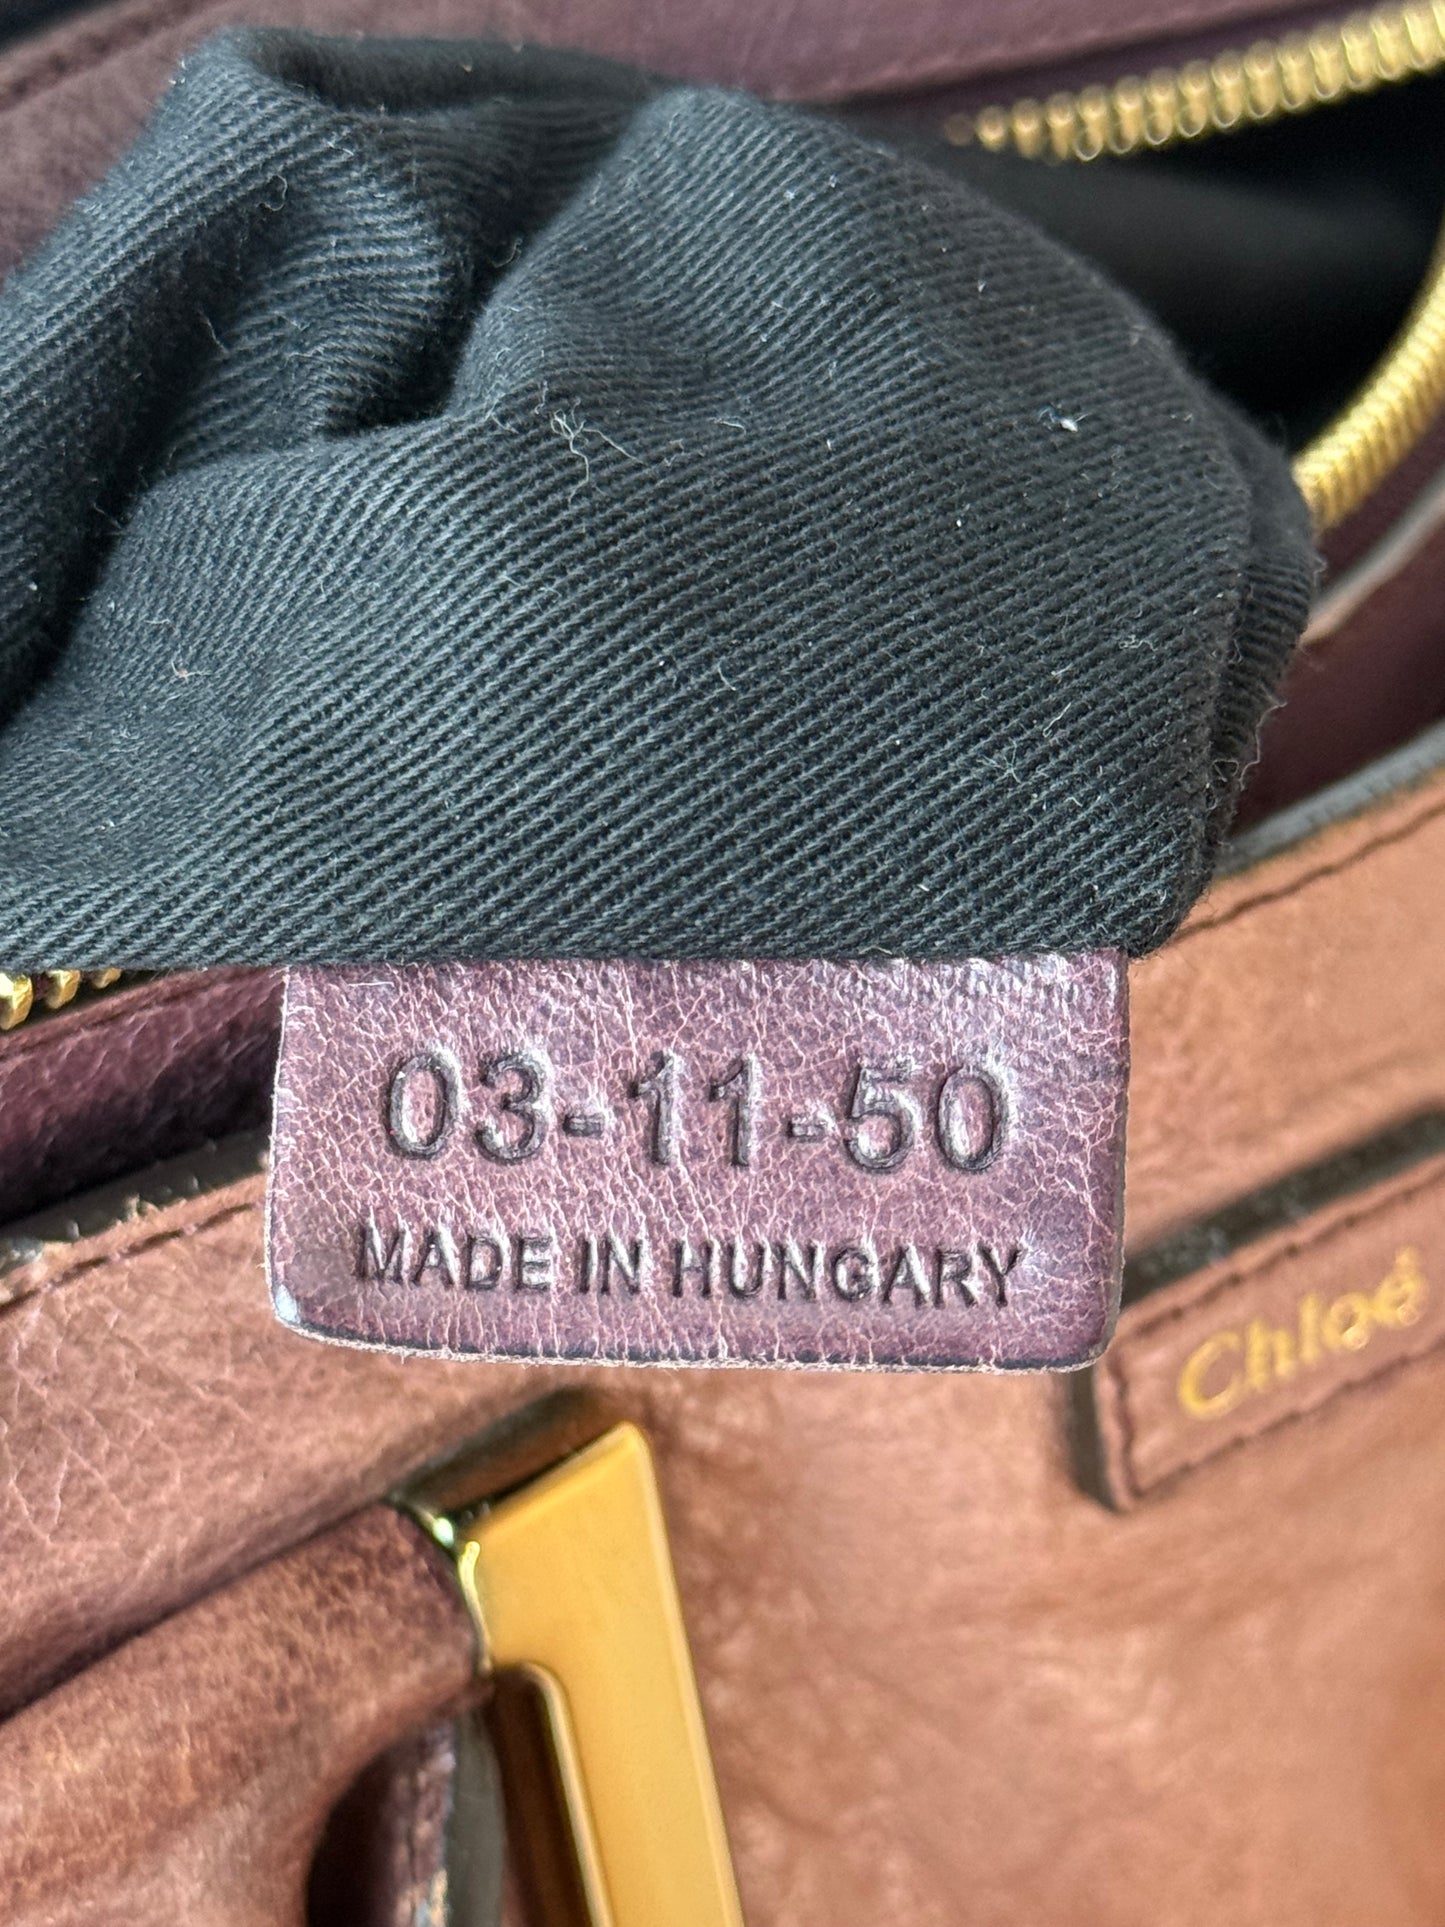 03-11-50
MADE IN HUNGARY
Chloé